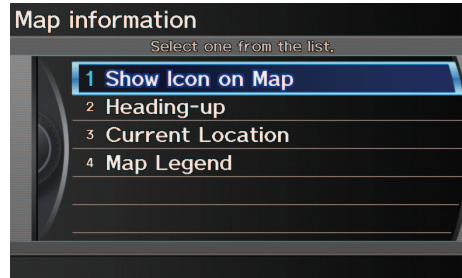 Map information
Select one from the list.
1 Show Icon on Map
2 Heading-up
3 Current Location
4 Map Legend